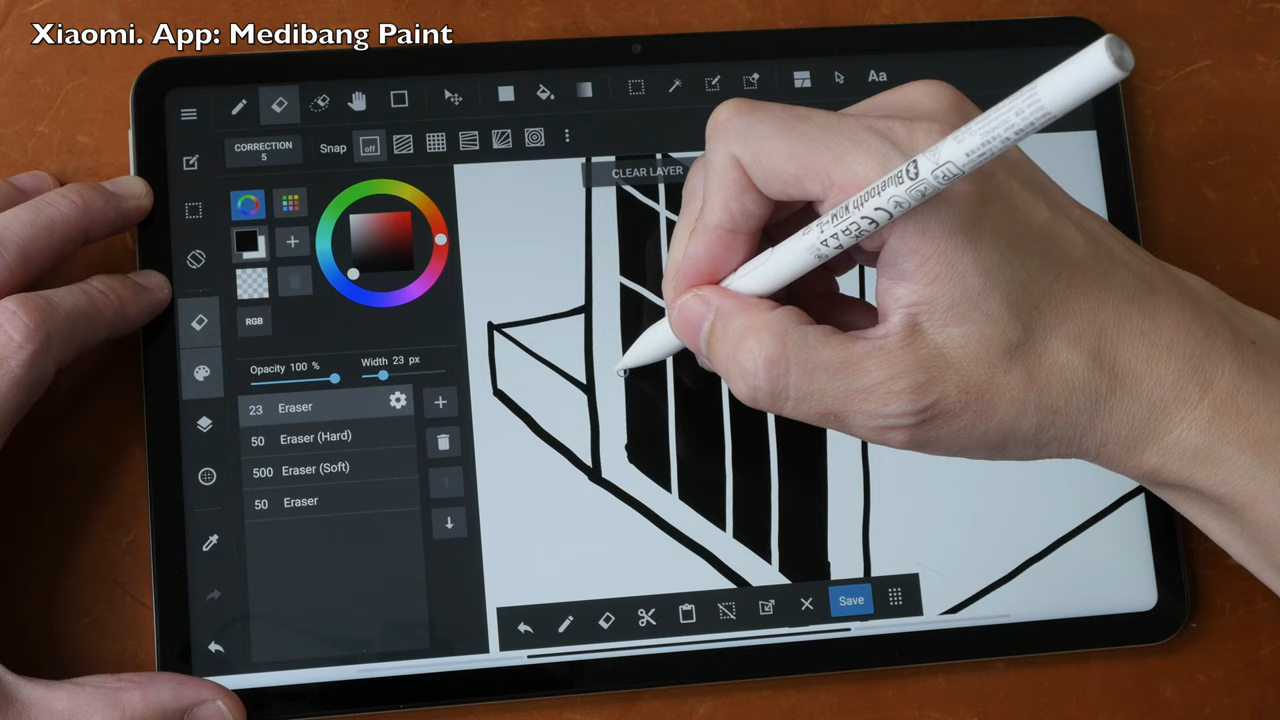 Xiaomi. App: Medibang Paint
Aa
CORRECTION
5
Snap
off
CLEAR LAYER
Bluetooth
RGB
Opacity 100 %
Width 23 px
23 Eraser
50 Eraser (Hard)
500 Eraser (Soft)
50 Eraser
Save